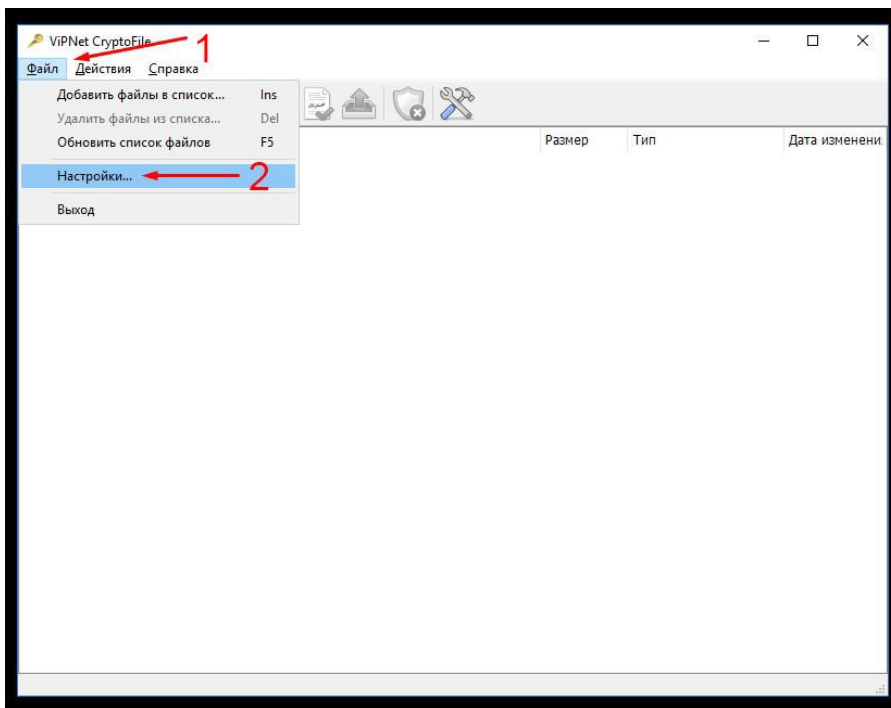 ViPNet CryptoFile
1
Файл Действия Справка
Добавить файлы в список... Ins
Удалить файлы из списка... Del
Обновить список файлов F5
Размер Тип Дата изменени
Настройки... 2
Выход